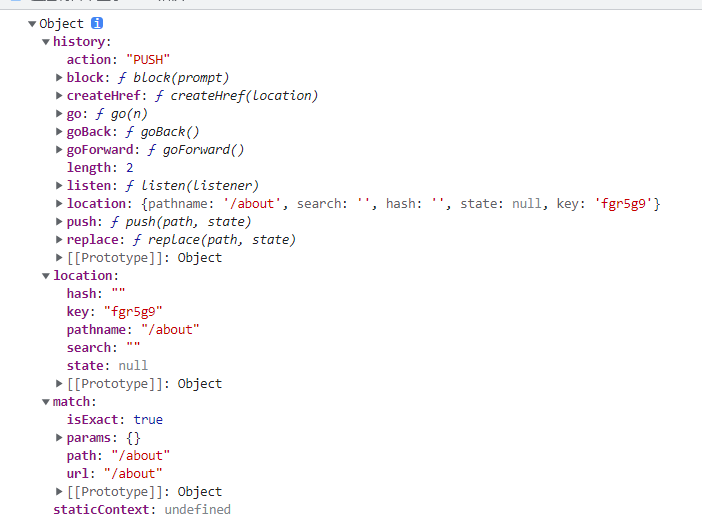 Object i
history:
action: "PUSH"
block: ƒ block(prompt)
createHref: ƒ createHref(location)
go: ƒ go(n)
goBack: ƒ goBack()
goForward: ƒ goForward()
length: 2
listen: ƒ listen(listener)
location: {pathname: '/about', search: '', hash: '', state: null, key: 'fgr5g9'}
push: ƒ push(path, state)
replace: ƒ replace(path, state)
[[Prototype]]: Object
location:
hash: ""
key: "fgr5g9"
pathname: "/about"
search: ""
state: null
[[Prototype]]: Object
match:
isExact: true
params: {}
path: "/about"
url: "/about"
[[Prototype]]: Object
staticContext: undefined